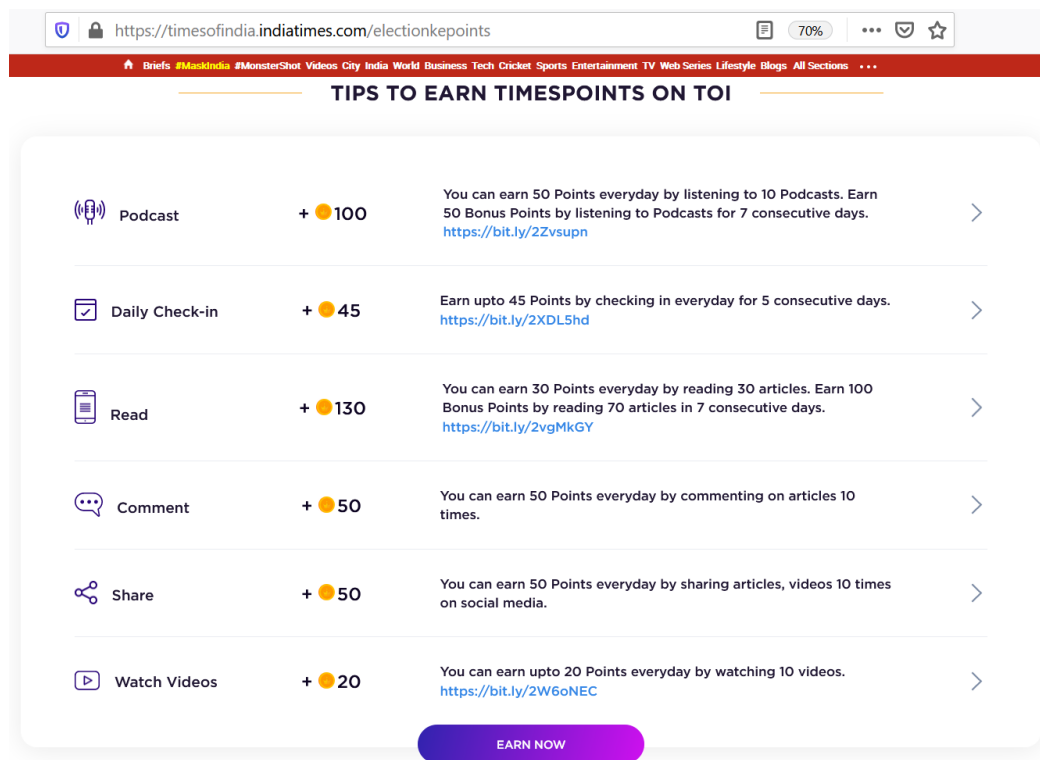 https://timesofindia.indiatimes.com/electionkepoints 70%
Briefs #MaskIndia #MonsterShot Videos City India World Business Tech Cricket Sports Entertainment TV Web Series Lifestyle Blogs All Sections
TIPS TO EARN TIMESPOINTS ON TOI
Podcast + 100
You can earn 50 Points everyday by listening to 10 Podcasts. Earn
50 Bonus Points by listening to Podcasts for 7 consecutive days.
https://bit.ly/2Zvsupn
Daily Check-in + 45
Earn upto 45 Points by checking in everyday for 5 consecutive days.
https://bit.ly/2XDL5hd
Read + 130
You can earn 30 Points everyday by reading 30 articles. Earn 100
Bonus Points by reading 70 articles in 7 consecutive days.
https://bit.ly/2vgMkGY
Comment + 50
You can earn 50 Points everyday by commenting on articles 10
times.
Share + 50
You can earn 50 Points everyday by sharing articles, videos 10 times
on social media.
Watch Videos + 20
You can earn upto 20 Points everyday by watching 10 videos.
https://bit.ly/2W6oNEC
EARN NOW